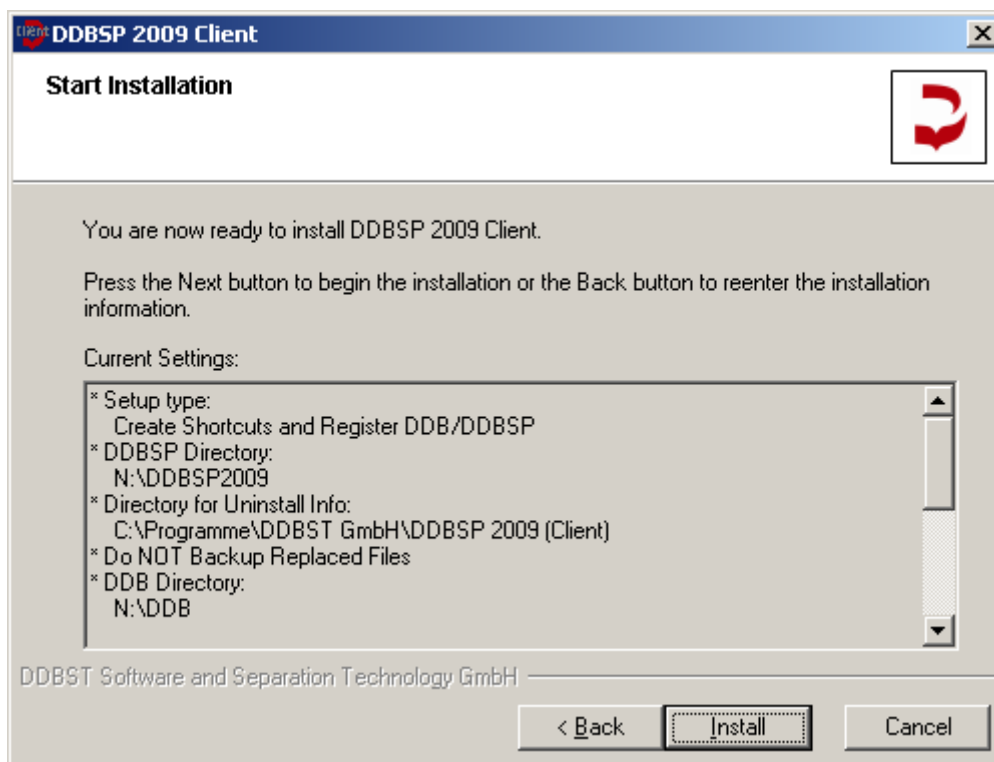 Client DDBSP 2009 Client
Start Installation
You are now ready to install DDBSP 2009 Client.
Press the Next button to begin the installation or the Back button to reenter the installation
information.
Current Settings:
* Setup type:
Create Shortcuts and Register DDB/DDBSP
* DDBSP Directory:
N:\DDBSP2009
* Directory for Uninstall Info:
C:\Programme\DDBST GmbH\DDBSP 2009 (Client)
* Do NOT Backup Replaced Files
* DDB Directory:
N:\DDB
DDBST Software and Separation Technology GmbH
< Back Install Cancel